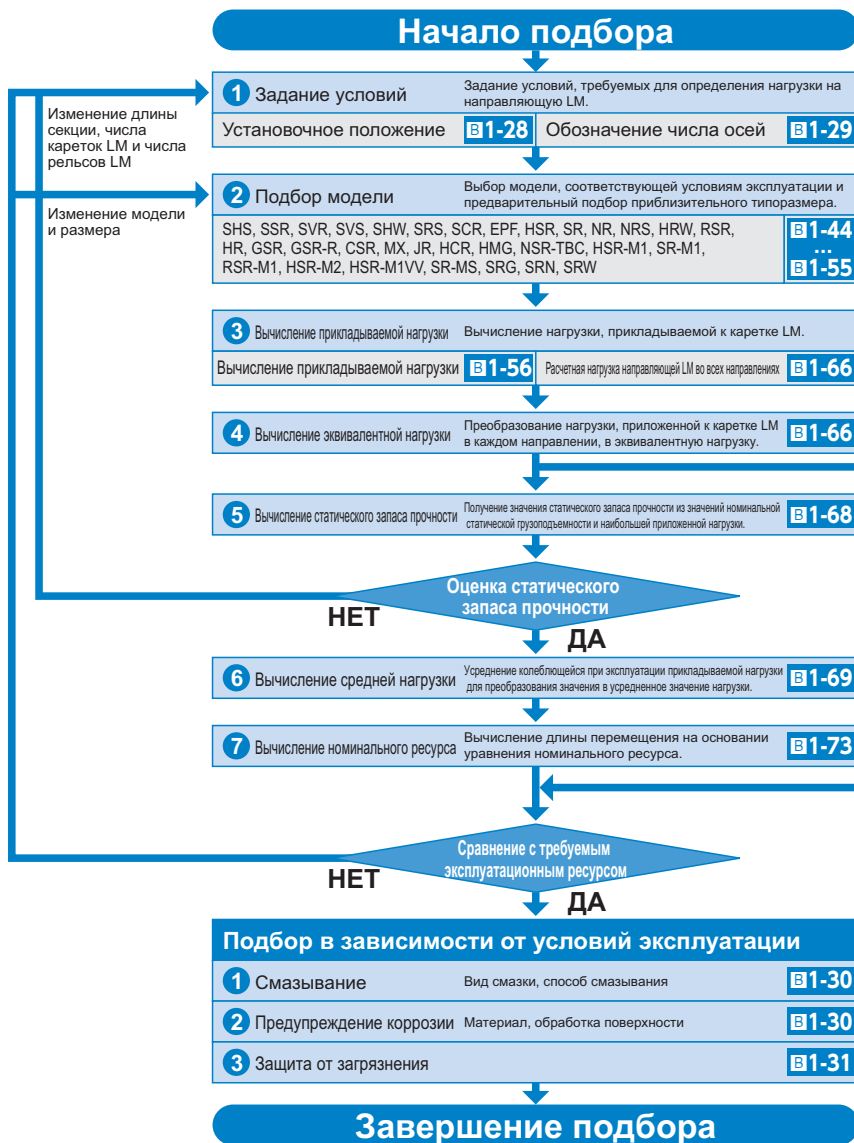 Начало подбора
1 Задание условий
Задание условий, требуемых для определения нагрузки на
направляющую LM.
Установочное положение
B1-28
Обозначение числа осей
B1-29
Изменение длины
секции, числа
кареток LM и числа
рельсов LM
2 Подбор модели
Выбор модели, соответствующей условиям эксплуатации и
предварительный подбор приблизительного типоразмера.
Изменение модели
и размера
SHS, SSR, SVR, SVS, SHW, SRS, SCR, EPF, HSR, SR, NR, NRS, HRW, RSR,
HR, GSR, GSR-R, CSR, MX, JR, HCR, HMG, NSR-TBC, HSR-M1, SR-M1,
RSR-M1, HSR-M2, HSR-M1VV, SR-MS, SRG, SRN, SRW
B1-44
...
B1-55
3 Вычисление прикладываемой нагрузки
Вычисление нагрузки, прикладываемой к каретке LM.
Вычисление прикладываемой нагрузки
B1-56
Расчетная нагрузка направляющей LM во всех направлениях
B1-66
4 Вычисление эквивалентной нагрузки
Преобразование нагрузки, приложенной к каретке LM
в каждом направлении, в эквивалентную нагрузку.
B1-66
5 Вычисление статического запаса прочности
Получение значения статического запаса прочности из значений номинальной
статической грузоподъемности и наибольшей приложенной нагрузки.
B1-68
Оценка статического
запаса прочности
НЕТ
ДА
6 Вычисление средней нагрузки
Усреднение колеблющейся при эксплуатации прикладываемой нагрузки
для преобразования значения в усредненное значение нагрузки.
B1-69
7 Вычисление номинального ресурса
Вычисление длины перемещения на основании
уравнения номинального ресурса.
B1-73
Сравнение с требуемым
эксплуатационным ресурсом
НЕТ
ДА
Подбор в зависимости от условий эксплуатации
1 Смазывание
Вид смазки, способ смазывания
B1-30
2 Предупреждение коррозии
Материал, обработка поверхности
B1-30
3 Защита от загрязнения
B1-31
Завершение подбора